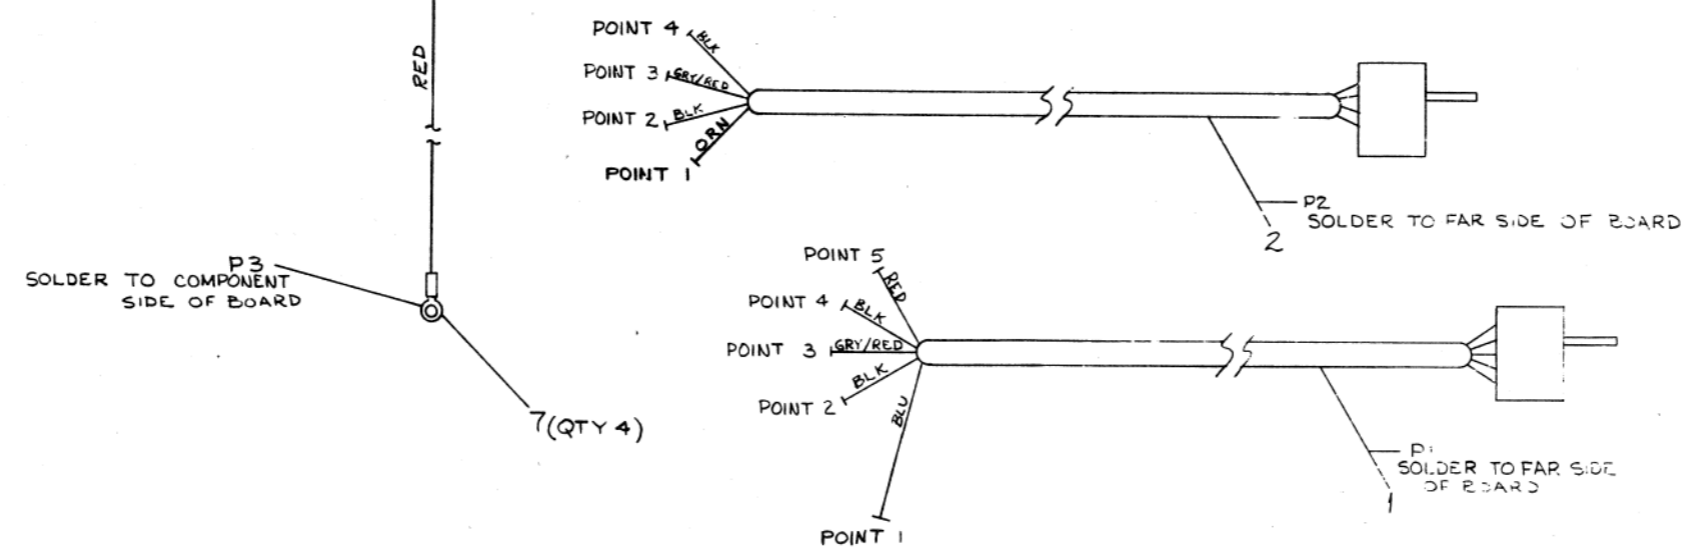 RED
P3
SOLDER TO COMPONENT
SIDE OF BOARD
7(QTY 4)
POINT 4 BLK
POINT 3 GRY/RED
POINT 2 BLK
POINT 1 ORN
P2
SOLDER TO FAR SIDE OF BOARD
2
POINT 5 RED
POINT 4 BLK
POINT 3 GRY/RED
POINT 2 BLK
POINT 1 BLU
P1
SOLDER TO FAR SIDE
OF BOARD
1